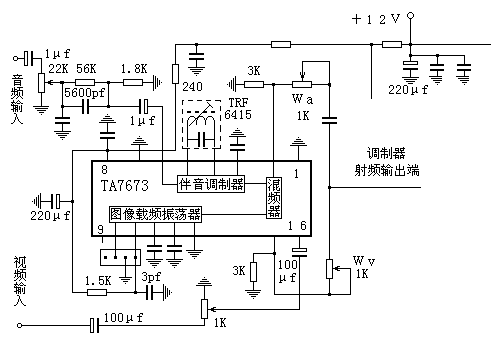 +12V
1μf
音频输入
22K
56K
1.8K
5600pf
1μf
240
3K
Wa
1K
TRF
6415
220μf
调制器
射频输出端
8
TA7673
1
伴音调制器
混频器
图像载频振荡器
220μf
9
16
100
μf
3K
Wv
1K
视频输入
1.5K
3pf
100μf
1K